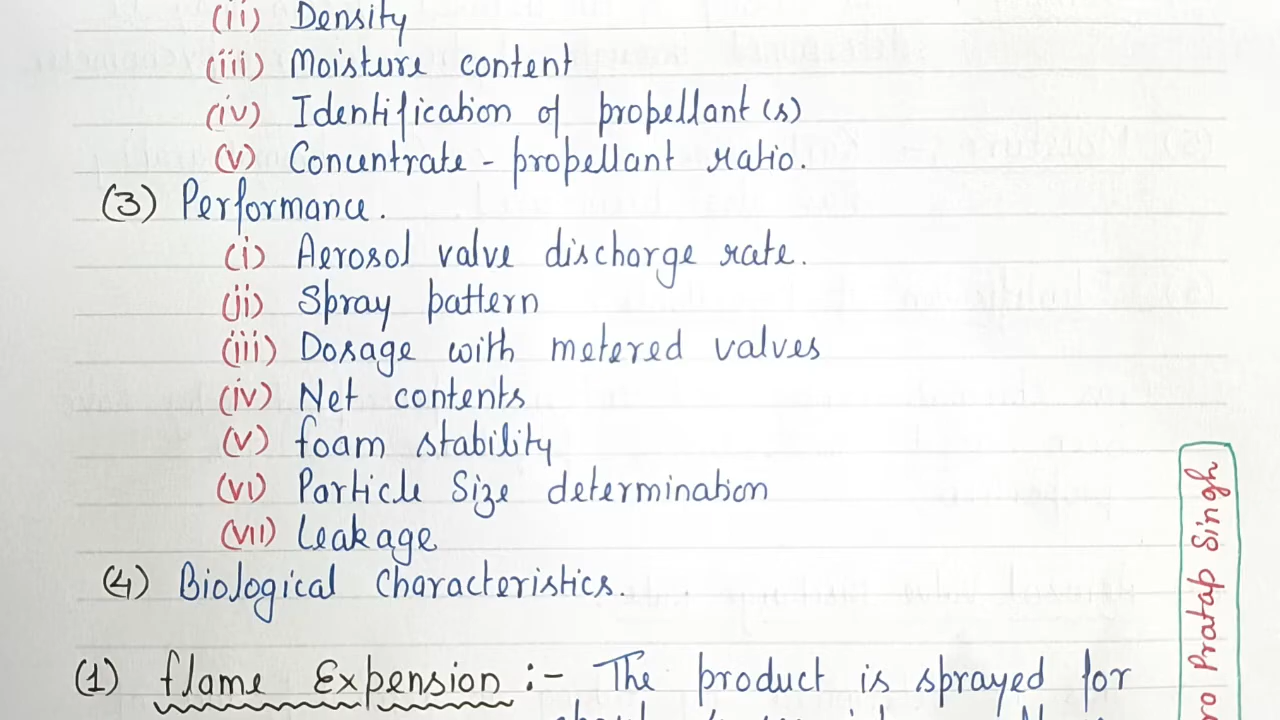 (ii) Density
(iii) Moisture content
(iv) Identification of propellant(s)
(v) Concentrate - propellant ratio.
(3) Performance.
(i) Aerosol valve discharge rate.
(ii) Spray pattern
(iii) Dosage with metered valves
(iv) Net contents
(v) foam stability
(vi) Particle Size determination
(vii) Leakage
(4) Biological Characteristics.
(1) flame Expension :- The product is sprayed for
Pratap Singh